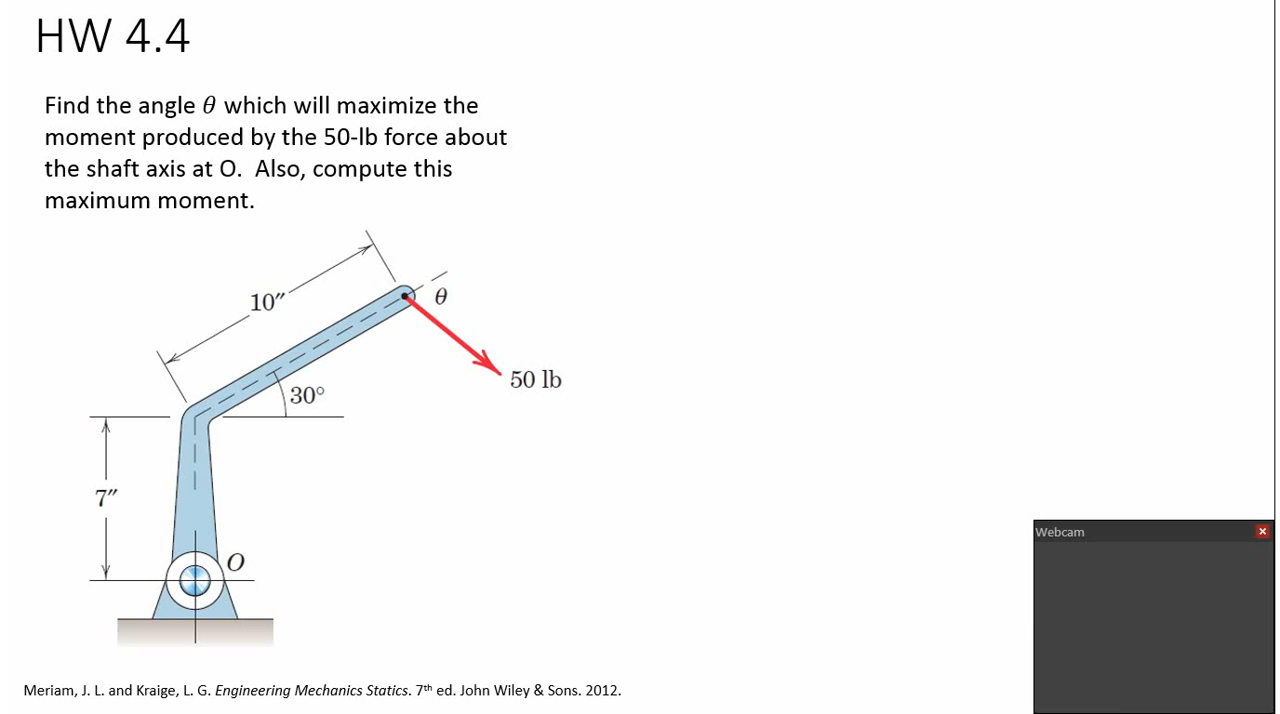 HW 4.4
Find the angle θ which will maximize the
moment produced by the 50-lb force about
the shaft axis at O. Also, compute this
maximum moment.
10″
θ
50 lb
30°
7″
O
Webcam
Meriam, J. L. and Kraige, L. G. Engineering Mechanics Statics. 7th ed. John Wiley & Sons. 2012.